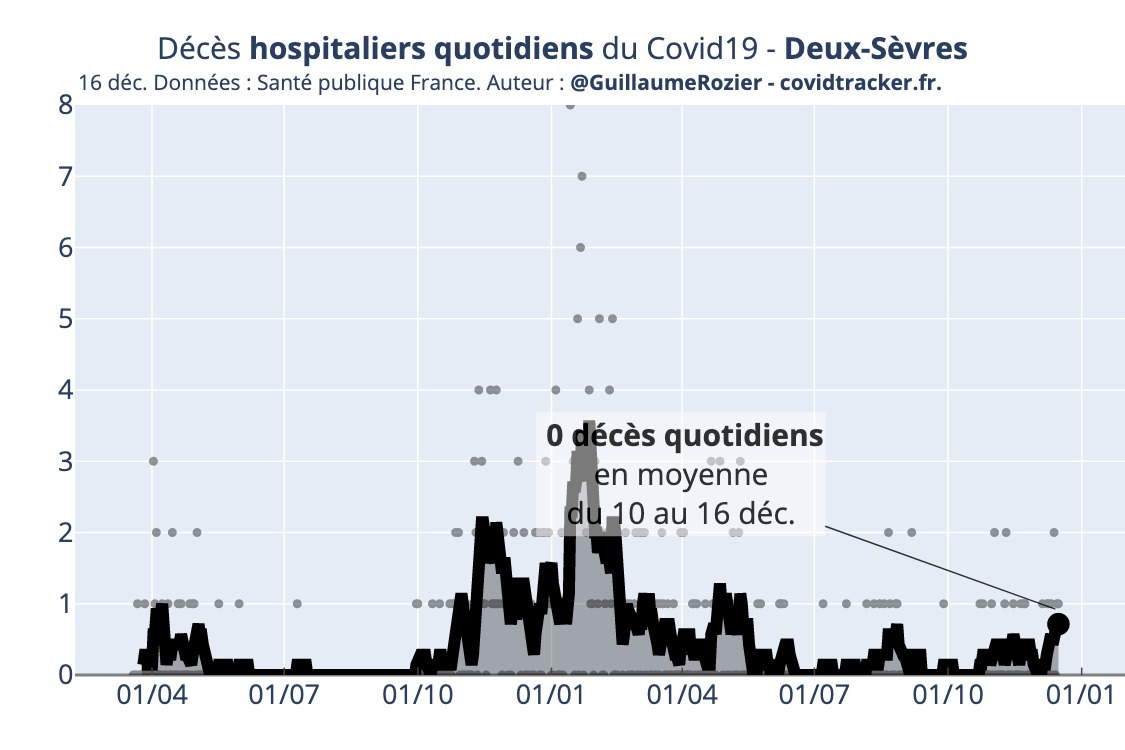 Décès hospitaliers quotidiens du Covid19 - Deux-Sèvres
16 déc. Données : Santé publique France. Auteur : @GuillaumeRozier - covidtracker.fr.
8
7
6
5
4
3
2
1
0
0 décès quotidiens
en moyenne
du 10 au 16 déc.
01/04 01/07 01/10 01/01 01/04 01/07 01/10 01/01